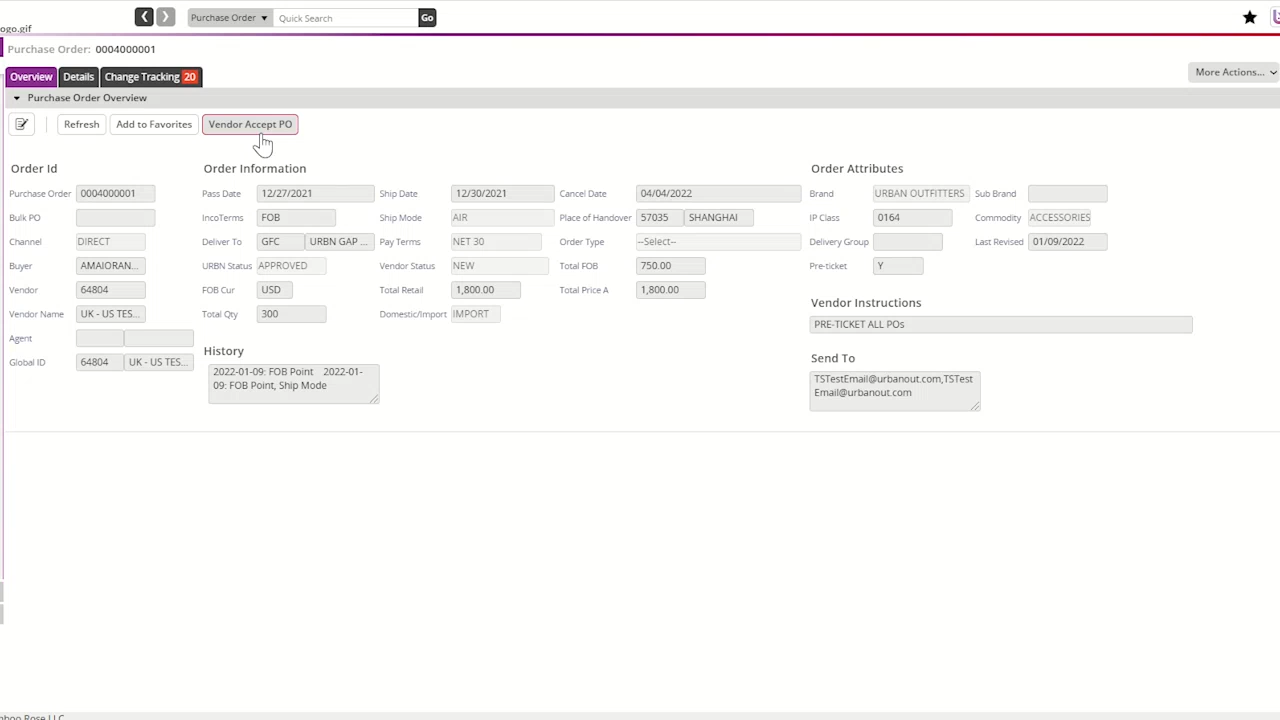 Purchase Order Quick Search Go
ogo.gif
Purchase Order: 0004000001
Overview Details Change Tracking 20 More Actions...
Purchase Order Overview
Refresh Add to Favorites Vendor Accept PO
Order Id Order Information Order Attributes
Purchase Order 0004000001 Pass Date 12/27/2021 Ship Date 12/30/2021 Cancel Date 04/04/2022 Brand URBAN OUTFITTERS Sub Brand
Bulk PO IncoTerms FOB Ship Mode AIR Place of Handover 57035 SHANGHAI IP Class 0164 Commodity ACCESSORIES
Channel DIRECT Deliver To GFC URBN GAP ... Pay Terms NET 30 Order Type --Select-- Delivery Group Last Revised 01/09/2022
Buyer AMAIORAN... URBN Status APPROVED Vendor Status NEW Total FOB 750.00 Pre-ticket Y
Vendor 64804 FOB Cur USD Total Retail 1,800.00 Total Price A 1,800.00
Vendor Instructions
Vendor Name UK - US TES... Total Qty 300 Domestic/Import IMPORT
PRE-TICKET ALL POs
Agent
History
Send To
Global ID 64804 UK - US TES...
2022-01-09: FOB Point 2022-01-
09: FOB Point, Ship Mode
TSTestEmail@urbanout.com,TSTest
Email@urbanout.com
mboo Rose LLC